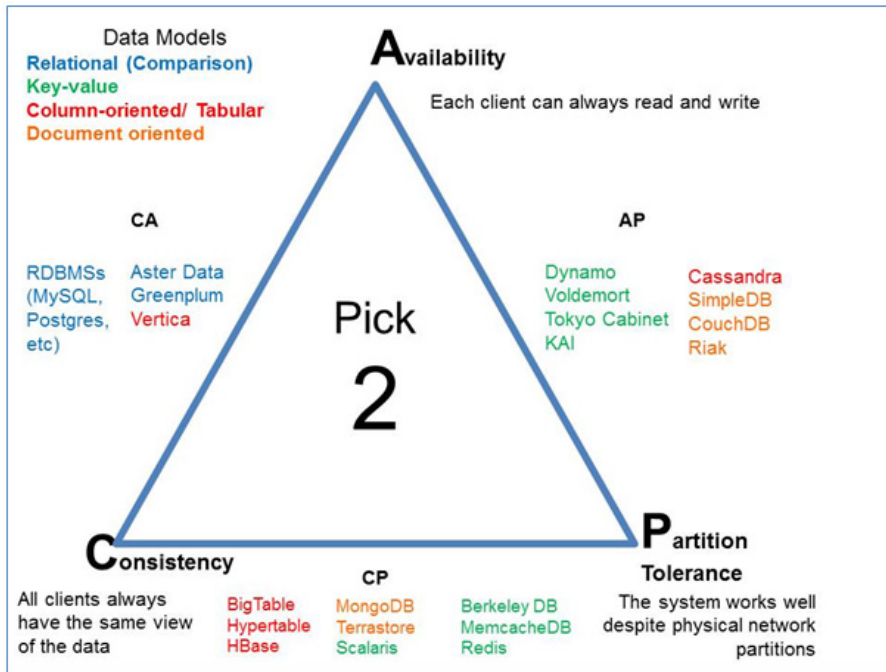 Data Models
Relational (Comparison)
Key-value
Column-oriented/ Tabular
Document oriented
Availability
Each client can always read and write
CA
RDBMSs
(MySQL,
Postgres,
etc)
Aster Data
Greenplum
Vertica
Pick
2
AP
Dynamo
Voldemort
Tokyo Cabinet
KAI
Cassandra
SimpleDB
CouchDB
Riak
Consistency
All clients always
have the same view
of the data
CP
BigTable
Hypertable
HBase
MongoDB
Terrastore
Scalaris
Berkeley DB
MemcacheDB
Redis
Partition
Tolerance
The system works well
despite physical network
partitions